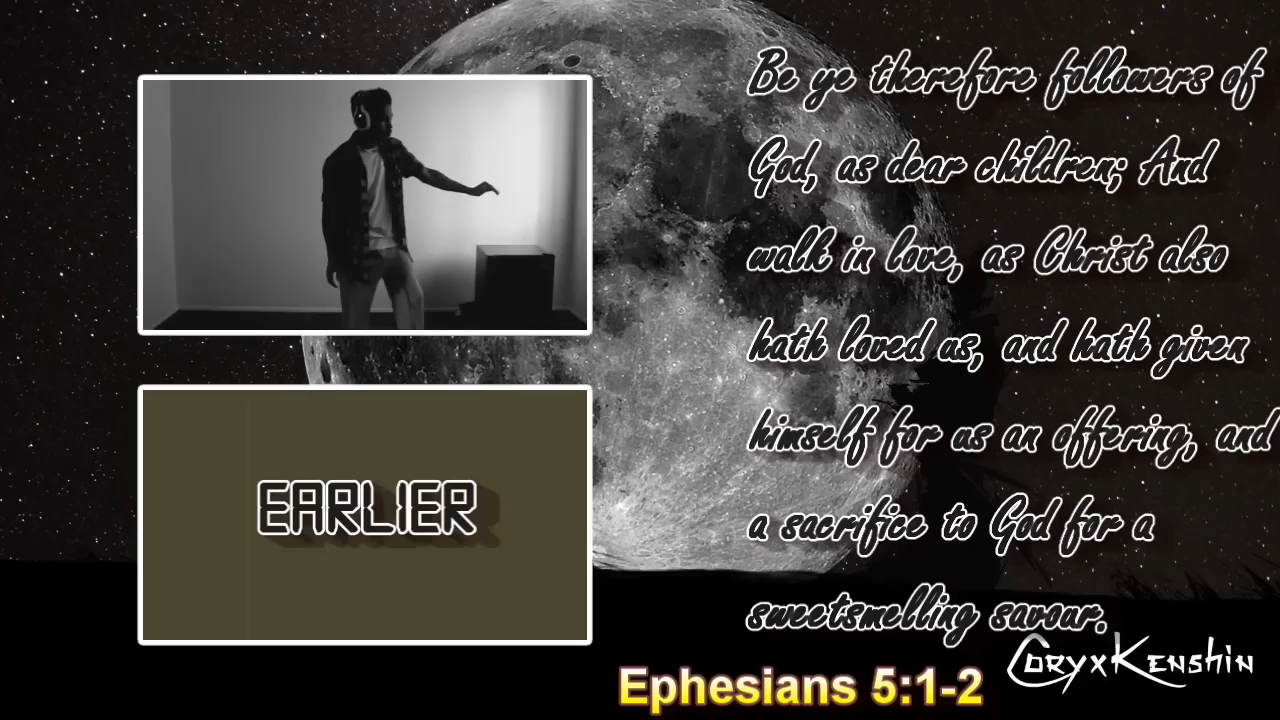 Be ye therefore followers of
God, as dear children; And
walk in love, as Christ also
hath loved us, and hath given
himself for us an offering, and
a sacrifice to God for a
sweetsmelling savour.
EARLIER
Ephesians 5:1-2
CoryxKenshin